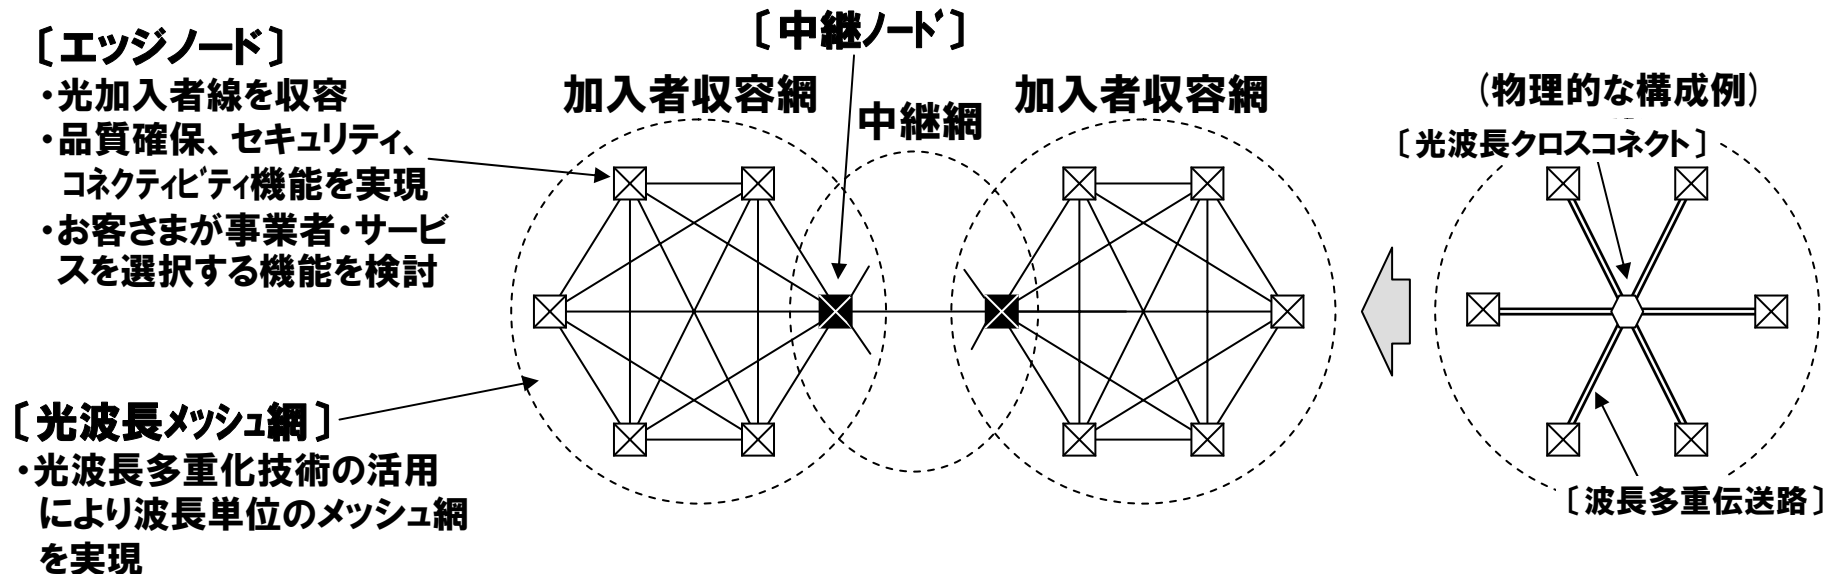 〔エッジノード〕
・光加入者線を収容
・品質確保、セキュリティ、
コネクティビティ機能を実現
・お客さまが事業者・サービ
スを選択する機能を検討
〔中継ノード〕
加入者収容網
中継網
加入者収容網
(物理的な構成例)
〔光波長クロスコネクト〕
〔光波長メッシュ網〕
・光波長多重化技術の活用
により波長単位のメッシュ網
を実現
〔波長多重伝送路〕